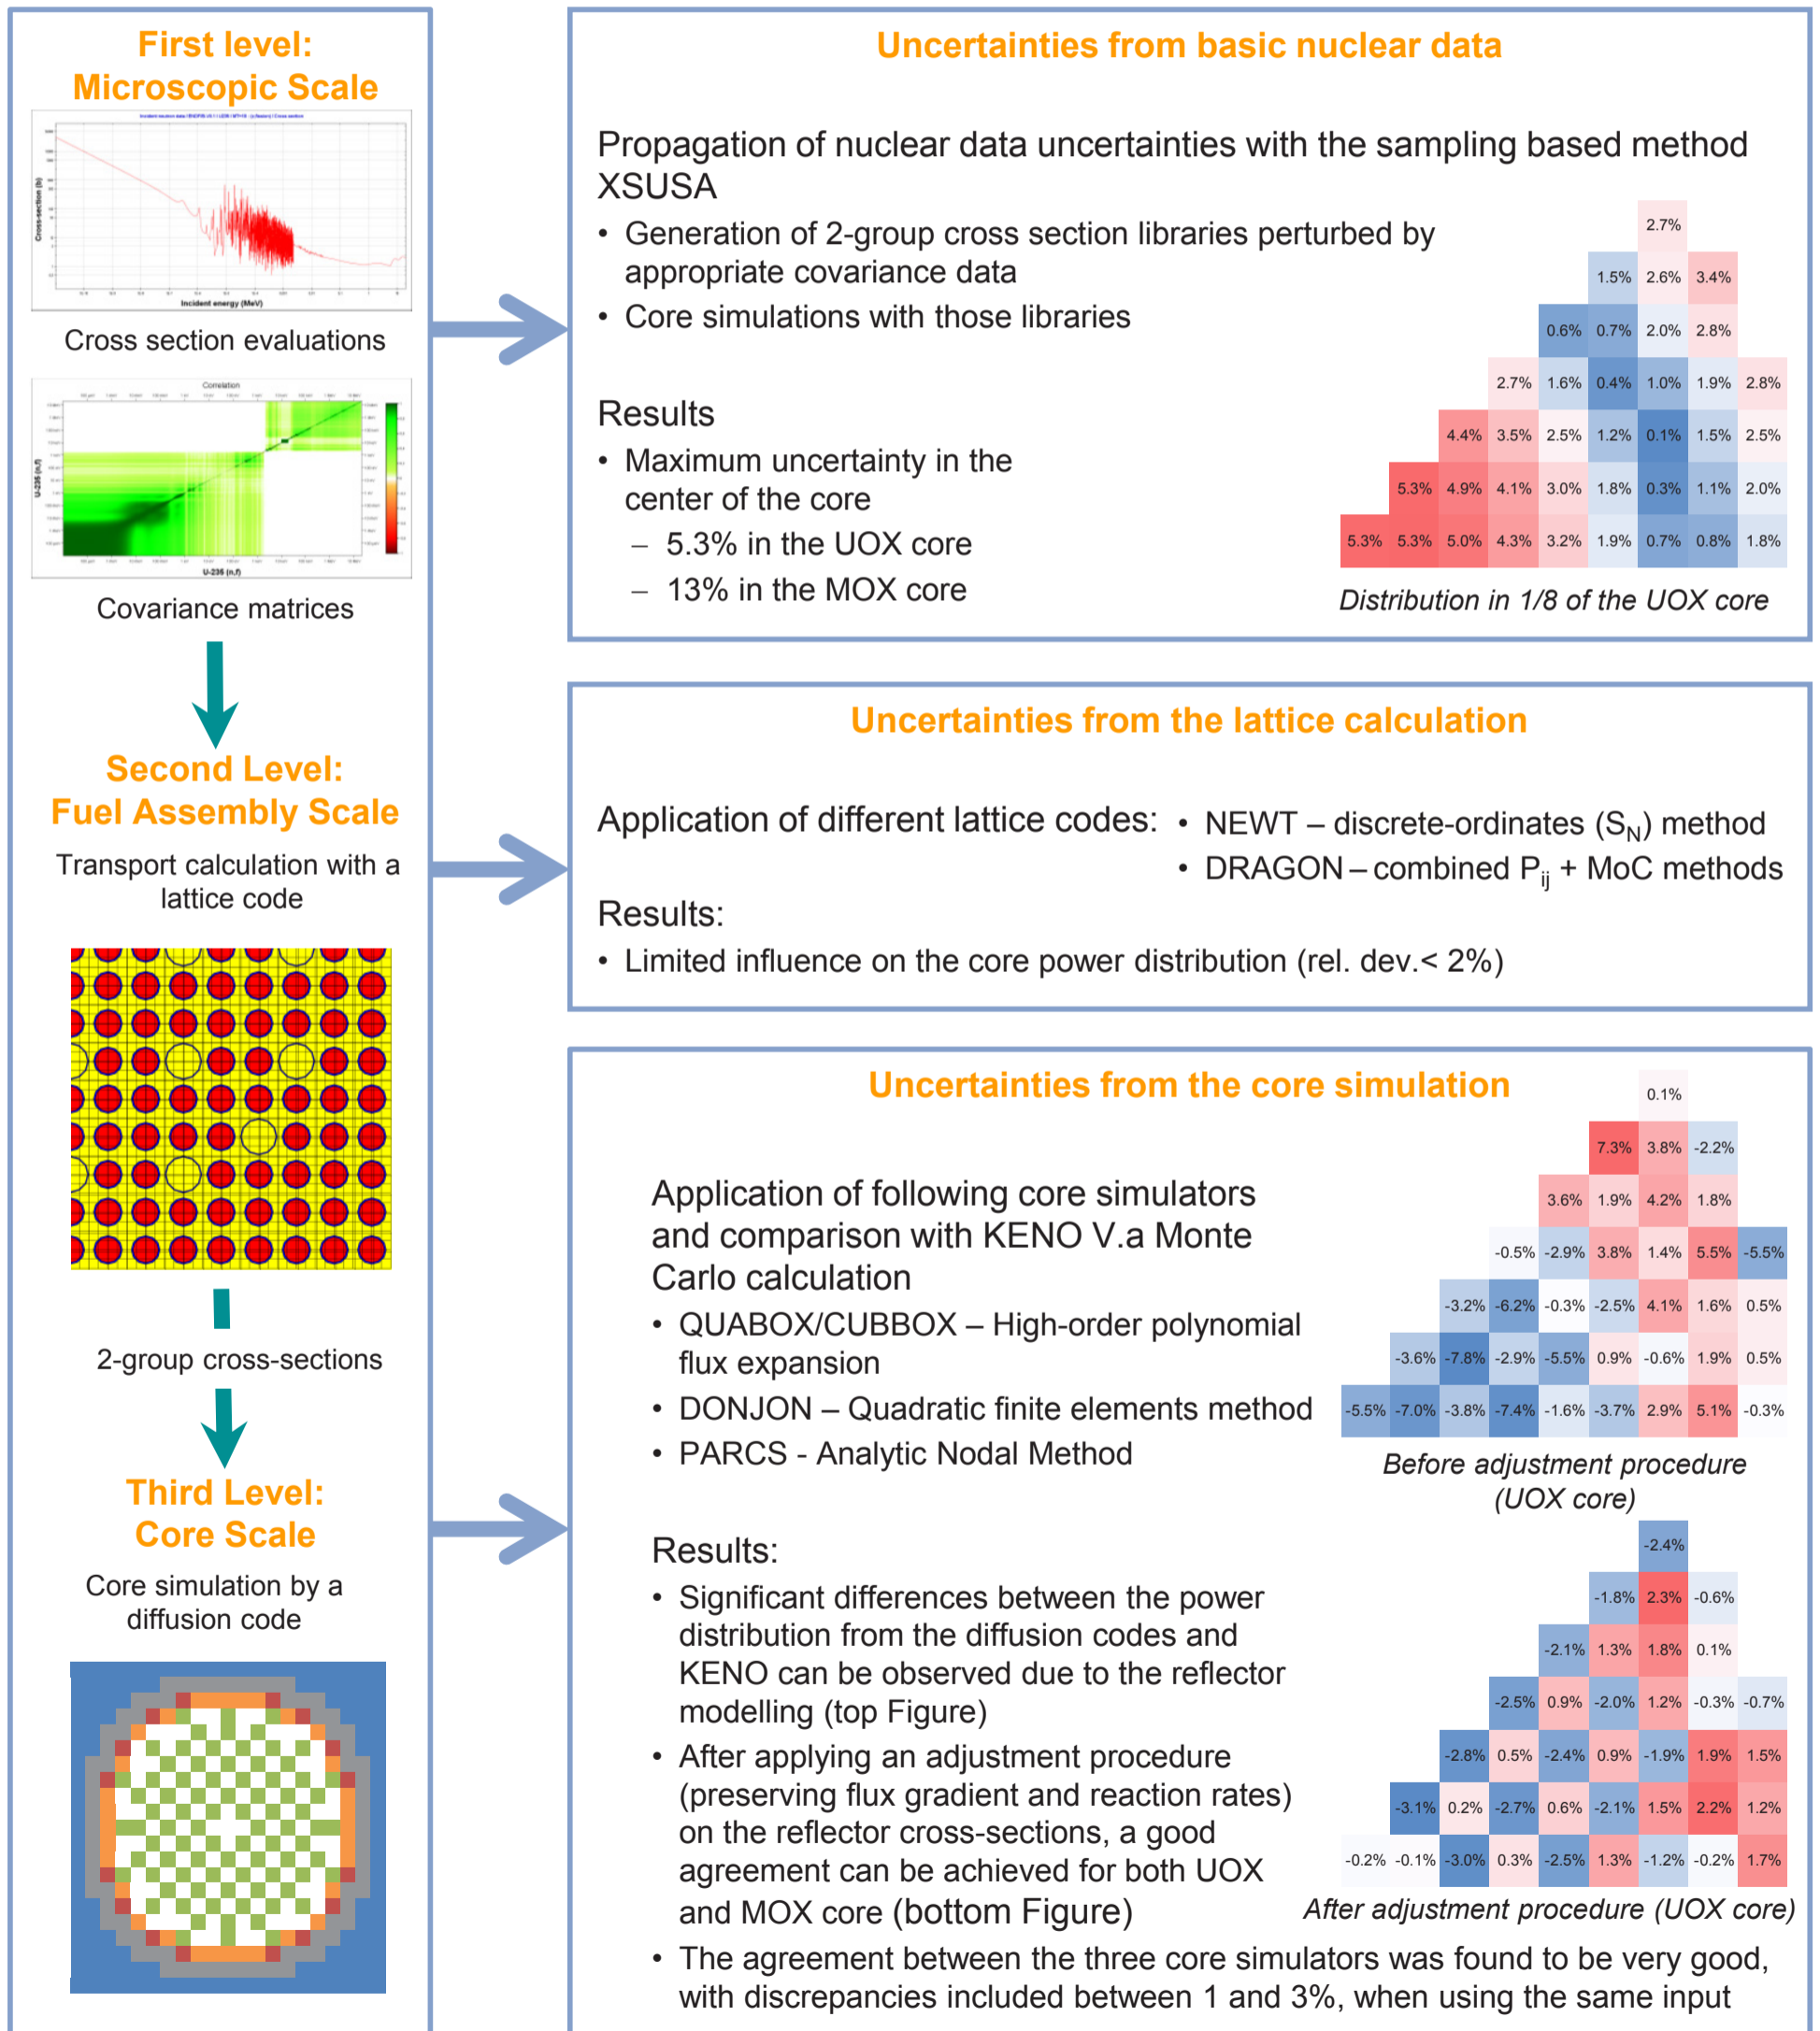 First level:
Microscopic Scale
Incident energy (MeV)
Cross-section (b)
Cross section evaluations
Correlation
U-235 (n,f)
U-235 (n,f)
Covariance matrices
Second Level:
Fuel Assembly Scale
Transport calculation with a
lattice code
2-group cross-sections
Third Level:
Core Scale
Core simulation by a
diffusion code
Uncertainties from basic nuclear data
Propagation of nuclear data uncertainties with the sampling based method
XSUSA
• Generation of 2-group cross section libraries perturbed by
appropriate covariance data
• Core simulations with those libraries
Results
• Maximum uncertainty in the
center of the core
– 5.3% in the UOX core
– 13% in the MOX core
2.7%
1.5% 2.6% 3.4%
0.6% 0.7% 2.0% 2.8%
2.7% 1.6% 0.4% 1.0% 1.9% 2.8%
4.4% 3.5% 2.5% 1.2% 0.1% 1.5% 2.5%
5.3% 4.9% 4.1% 3.0% 1.8% 0.3% 1.1% 2.0%
5.3% 5.3% 5.0% 4.3% 3.2% 1.9% 0.7% 0.8% 1.8%
Distribution in 1/8 of the UOX core
Uncertainties from the lattice calculation
Application of different lattice codes:
• NEWT – discrete-ordinates (SN) method
• DRAGON – combined Pij + MoC methods
Results:
• Limited influence on the core power distribution (rel. dev.< 2%)
Uncertainties from the core simulation
Application of following core simulators
and comparison with KENO V.a Monte
Carlo calculation
• QUABOX/CUBBOX – High-order polynomial
flux expansion
• DONJON – Quadratic finite elements method
• PARCS - Analytic Nodal Method
0.1%
7.3% 3.8% -2.2%
3.6% 1.9% 4.2% 1.8%
-0.5% -2.9% 3.8% 1.4% 5.5% -5.5%
-3.2% -6.2% -0.3% -2.5% 4.1% 1.6% 0.5%
-3.6% -7.8% -2.9% -5.5% 0.9% -0.6% 1.9% 0.5%
-5.5% -7.0% -3.8% -7.4% -1.6% -3.7% 2.9% 5.1% -0.3%
Before adjustment procedure
(UOX core)
Results:
• Significant differences between the power
distribution from the diffusion codes and
KENO can be observed due to the reflector
modelling (top Figure)
• After applying an adjustment procedure
(preserving flux gradient and reaction rates)
on the reflector cross-sections, a good
agreement can be achieved for both UOX
and MOX core (bottom Figure)
-2.4%
-1.8% 2.3% -0.6%
-2.1% 1.3% 1.8% 0.1%
-2.5% 0.9% -2.0% 1.2% -0.3% -0.7%
-2.8% 0.5% -2.4% 0.9% -1.9% 1.9% 1.5%
-3.1% 0.2% -2.7% 0.6% -2.1% 1.5% 2.2% 1.2%
-0.2% -0.1% -3.0% 0.3% -2.5% 1.3% -1.2% -0.2% 1.7%
After adjustment procedure (UOX core)
• The agreement between the three core simulators was found to be very good,
with discrepancies included between 1 and 3%, when using the same input